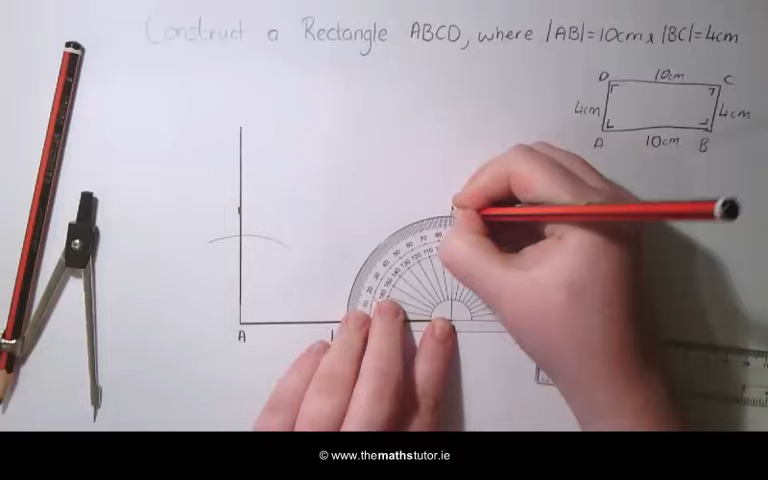 Construct a Rectangle ABCD, where |AB|=10cm & |BC|=4cm
D 10cm C
4cm 4cm
A 10cm B
A
© www.themathstutor.ie